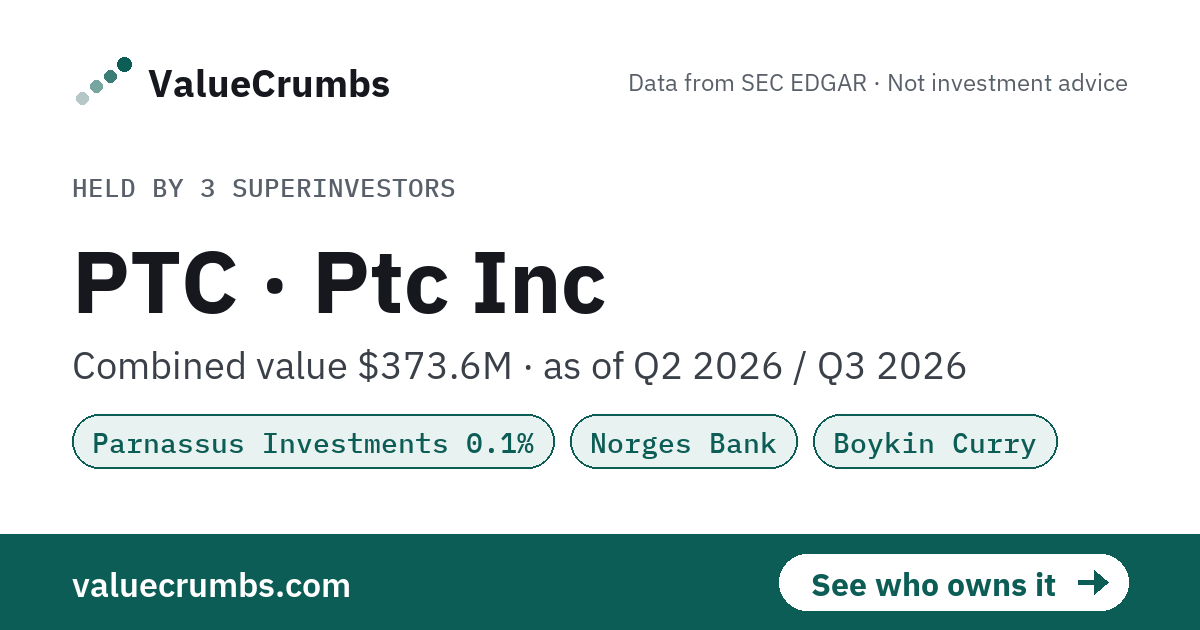 ValueCrumbs
Data from SEC EDGAR · Not investment advice
HELD BY 3 SUPERINVESTORS
PTC · Ptc Inc
Combined value $373.6M · as of Q2 2026 / Q3 2026
Parnassus Investments 0.1% Norges Bank Boykin Curry
valuecrumbs.com
See who owns it →